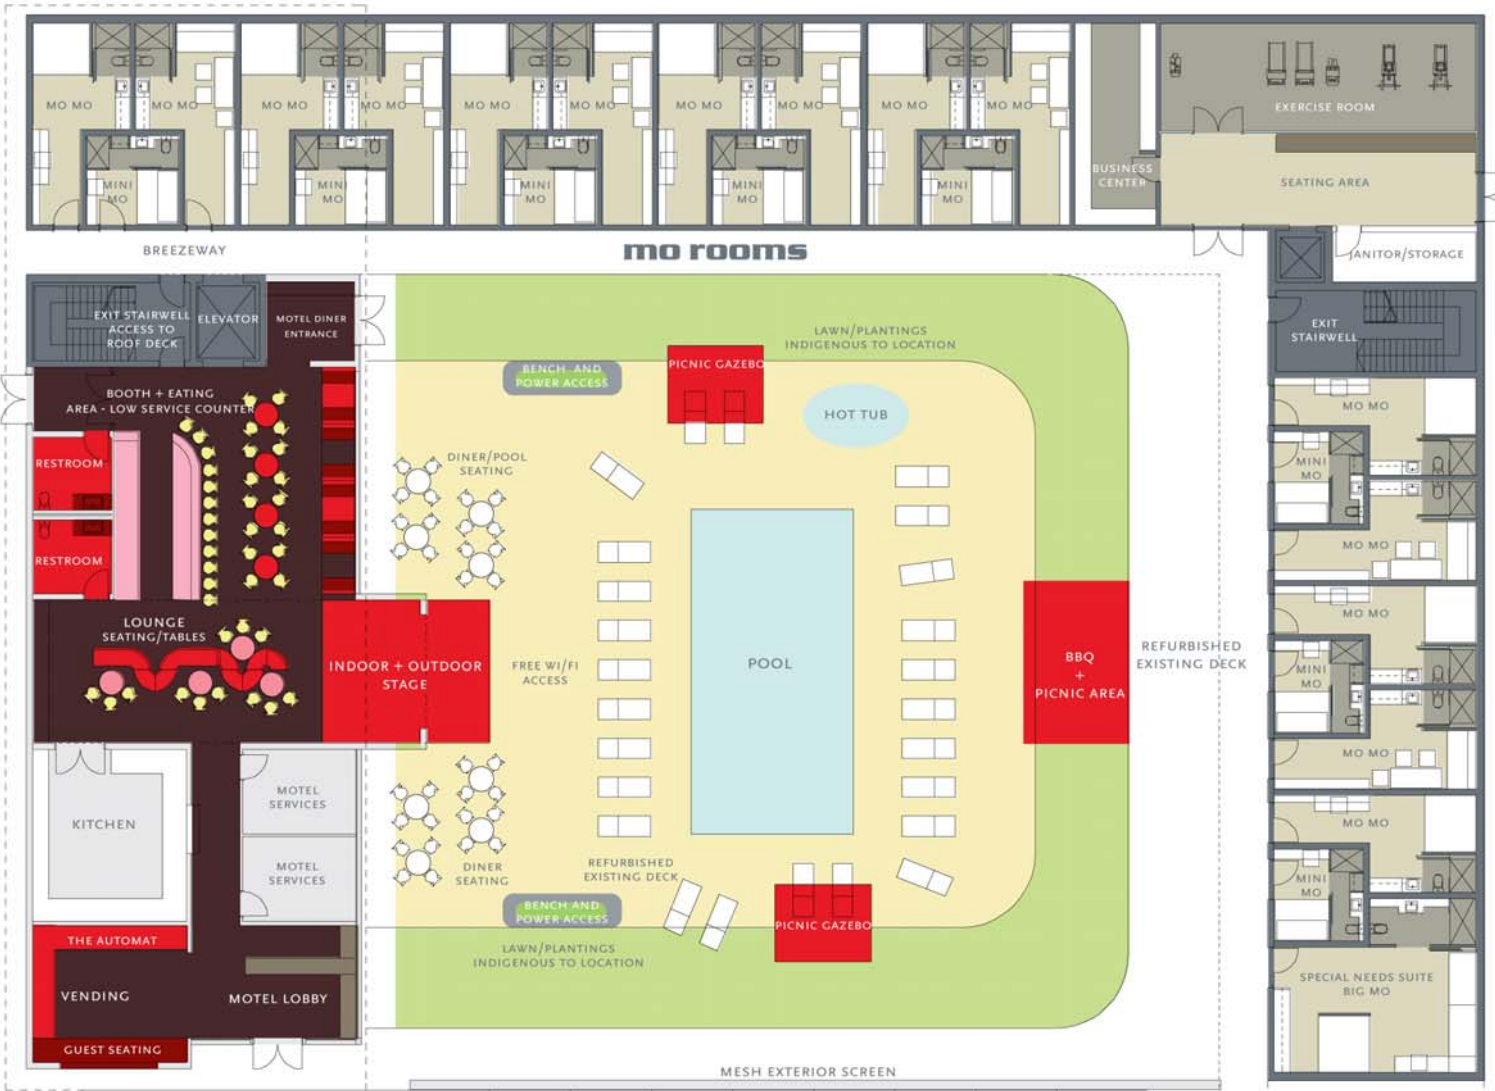 MO MO
MO MO
MO MO
MO MO
MO MO
MO MO
MO MO
MO MO
MO MO
MO MO
EXERCISE ROOM
MINI
MO
MINI
MO
MINI
MO
MINI
MO
MINI
MO
BUSINESS
CENTER
SEATING AREA
BREEZEWAY
mo rooms
JANITOR/STORAGE
EXIT STAIRWELL
ACCESS TO
ROOF DECK
ELEVATOR
MOTEL DINER
ENTRANCE
LAWN/PLANTINGS
INDIGENOUS TO LOCATION
EXIT
STAIRWELL
BENCH AND
POWER ACCESS
PICNIC GAZEBO
BOOTH + EATING
AREA - LOW SERVICE COUNTER
HOT TUB
MO MO
RESTROOM
DINER/POOL
SEATING
MINI
MO
RESTROOM
MO MO
LOUNGE
SEATING/TABLES
MO MO
INDOOR + OUTDOOR
STAGE
FREE WI/FI
ACCESS
POOL
BBQ
+
PICNIC AREA
REFURBISHED
EXISTING DECK
MINI
MO
MO MO
MOTEL
SERVICES
KITCHEN
MO MO
MOTEL
SERVICES
DINER
SEATING
REFURBISHED
EXISTING DECK
MINI
MO
BENCH AND
POWER ACCESS
PICNIC GAZEBO
THE AUTOMAT
LAWN/PLANTINGS
INDIGENOUS TO LOCATION
VENDING
MOTEL LOBBY
SPECIAL NEEDS SUITE
BIG MO
GUEST SEATING
MESH EXTERIOR SCREEN